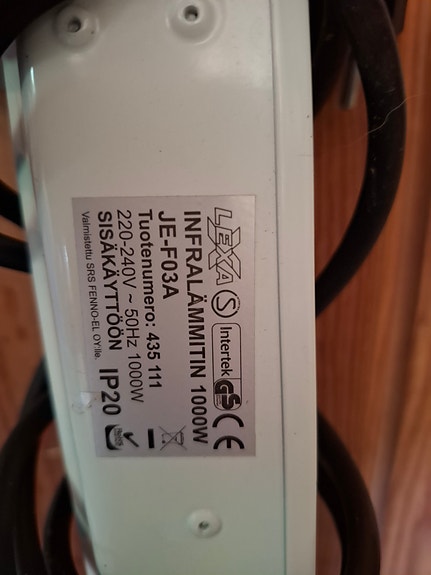 LEXA S Intertek GS CE
INFRALÄMMITIN 1000W
JE-F03A
Tuotenumero: 435 111
220-240V ~ 50Hz 1000W
SISÄKÄYTTÖÖN IP20
Valmistettu SRS FENNO-EL OY:lle.
RoHS